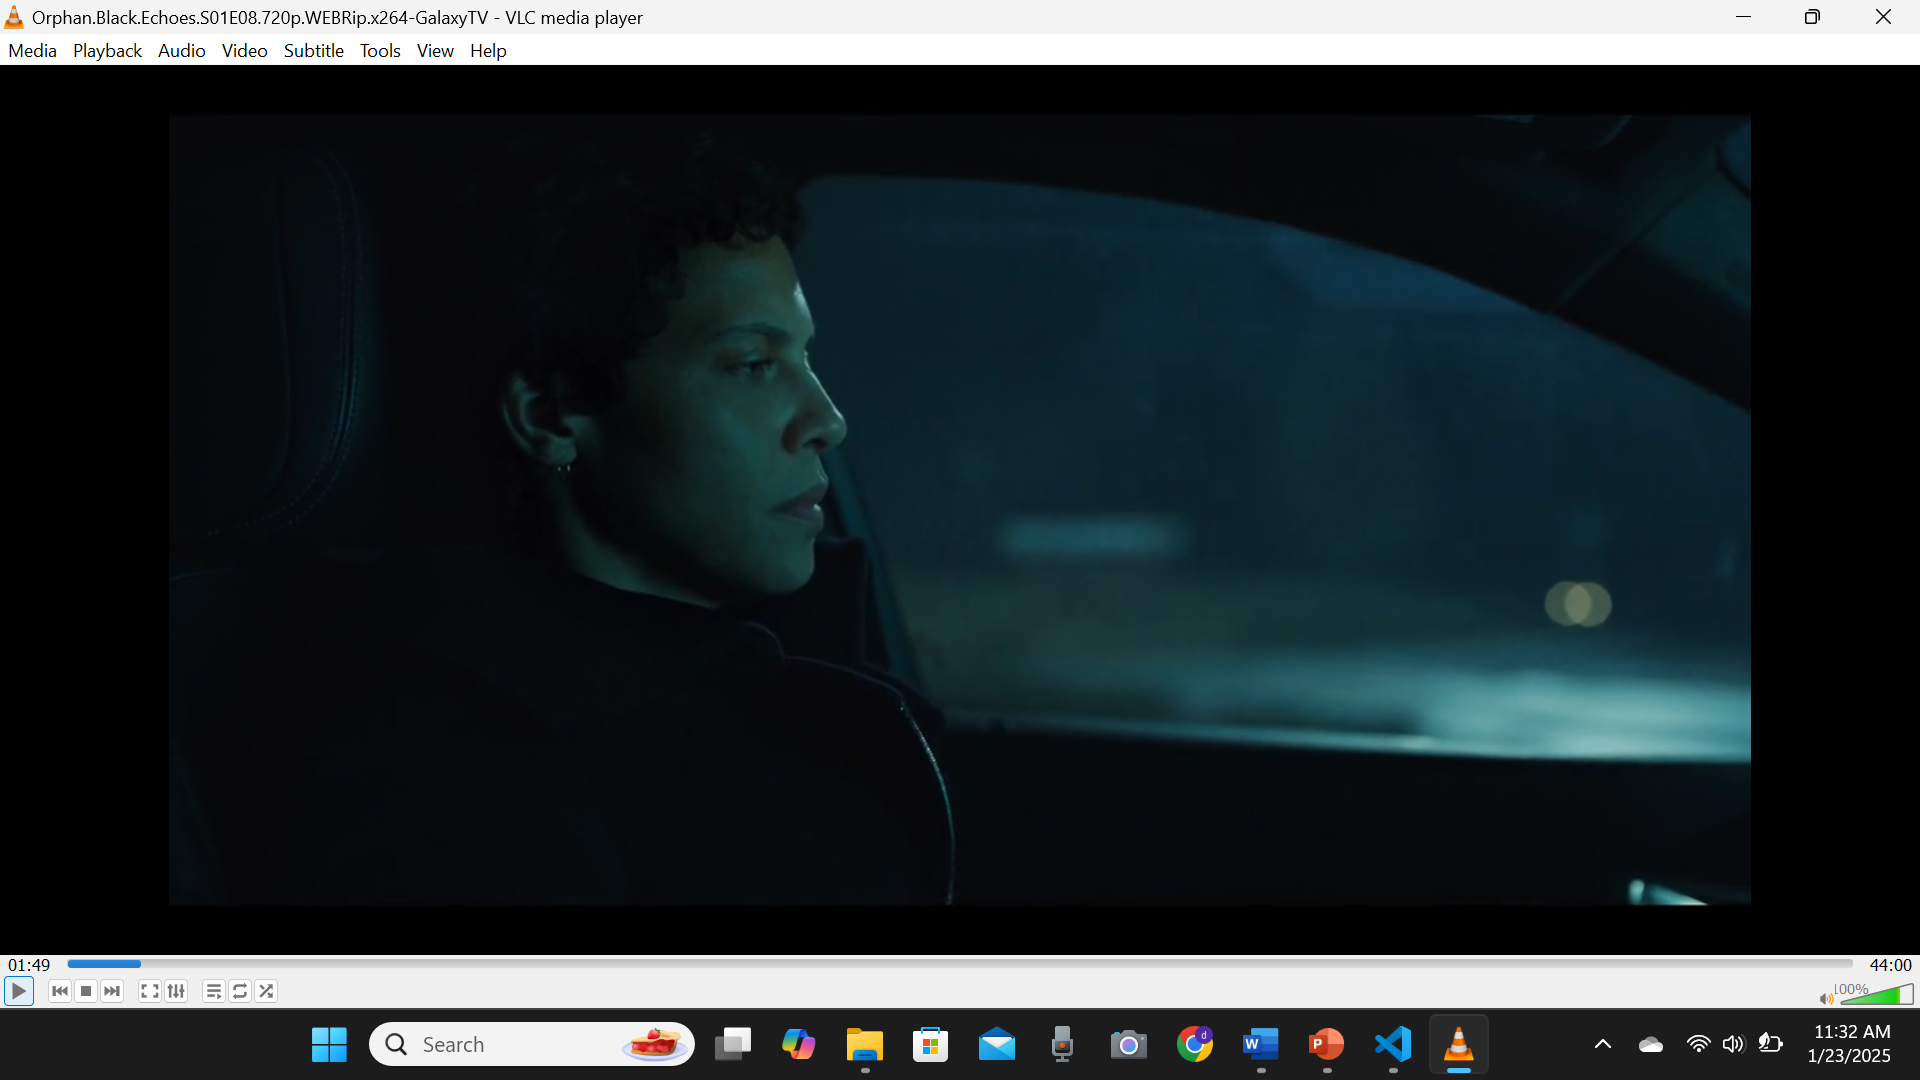 Orphan.Black.Echoes.S01E08.720p.WEBRip.x264-GalaxyTV - VLC media player
Media Playback Audio Video Subtitle Tools View Help
01:49
44:00
100%
Search
d
W
P
11:32 AM
1/23/2025